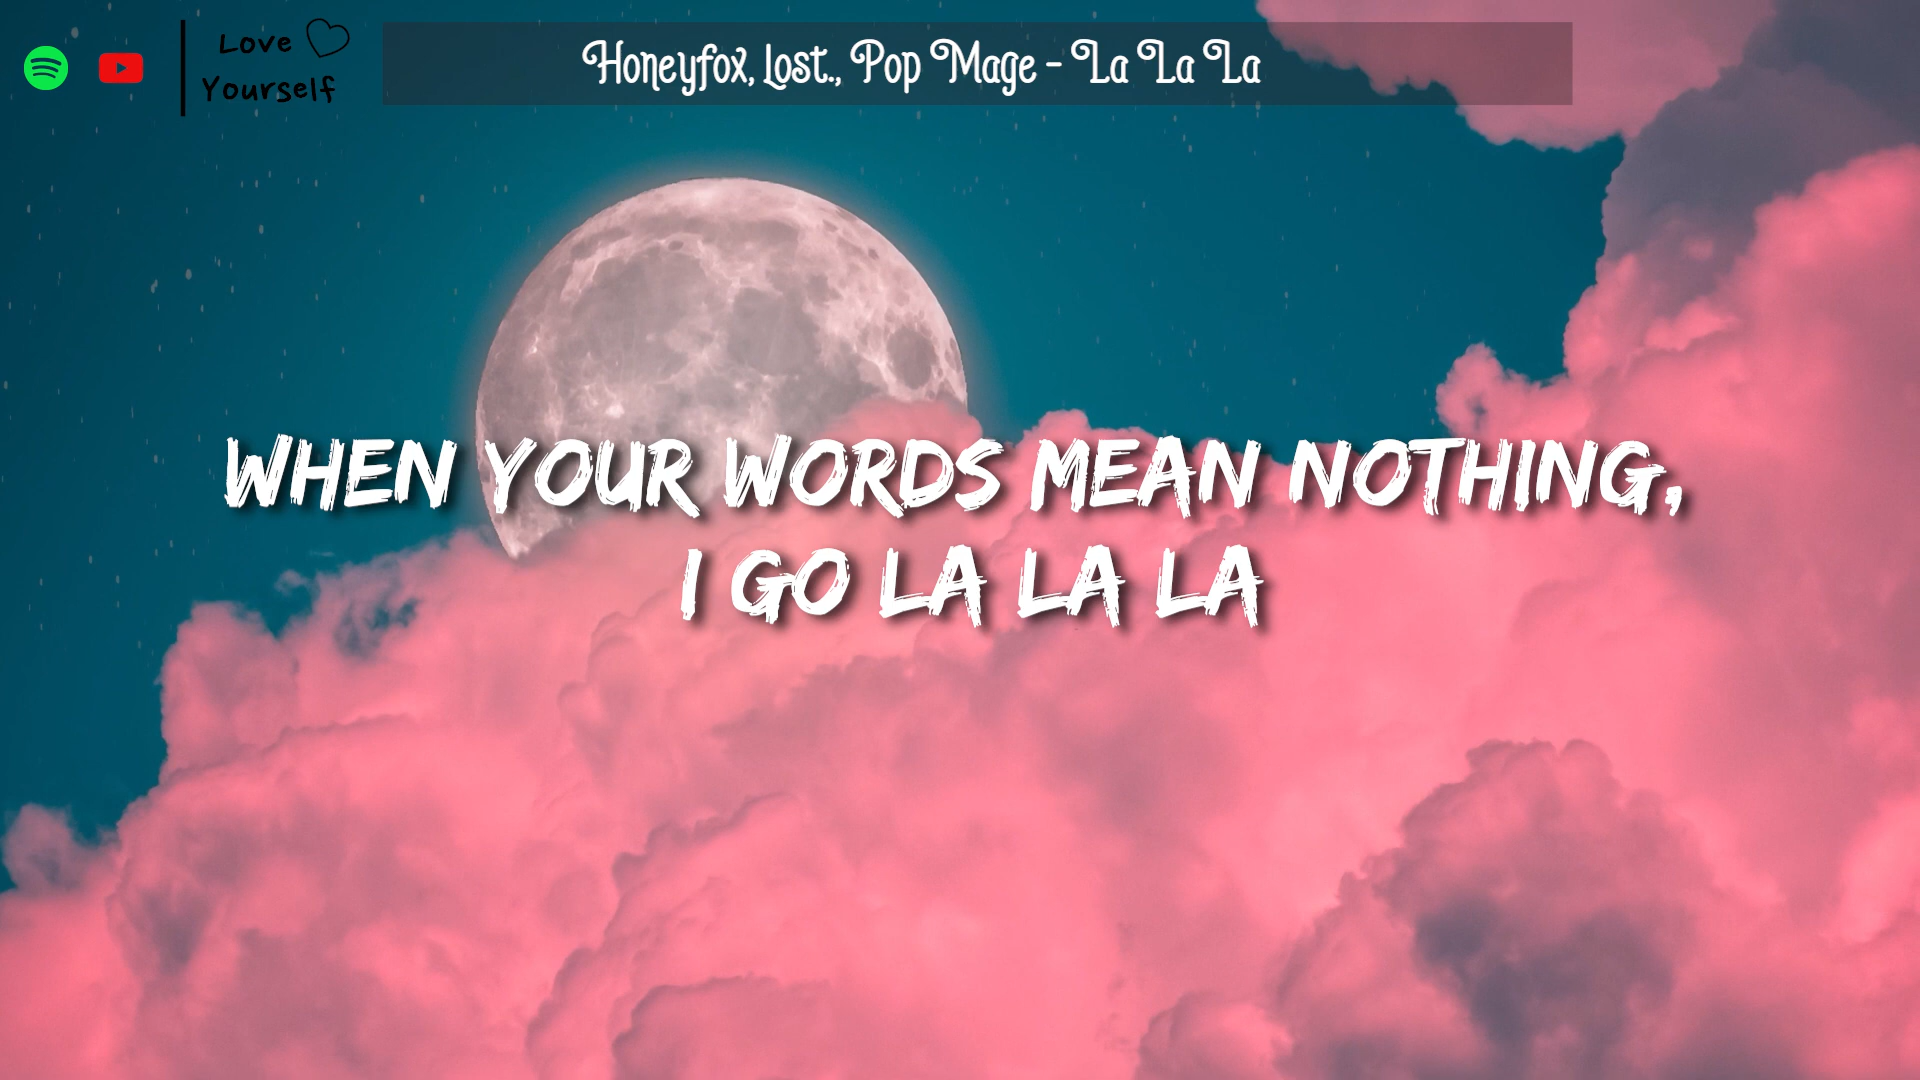 Love
Yourself
Honeyfox, Lost., Pop Mage - La La La
WHEN YOUR WORDS MEAN NOTHING,
I GO LA LA LA